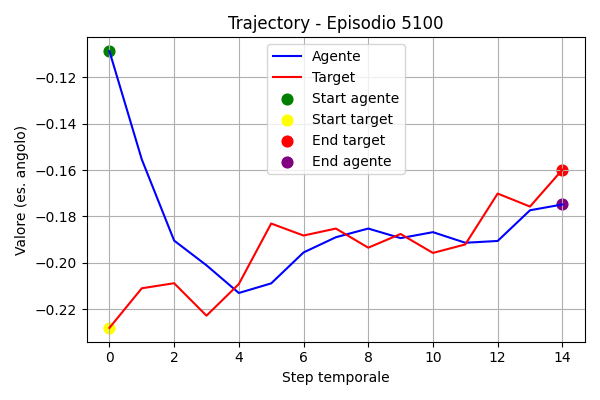 Trajectory - Episodio 5100
Agente
Target
Start agente
Start target
End target
End agente
Valore (es. angolo)
−0.12
−0.14
−0.16
−0.18
−0.20
−0.22
0 2 4 6 8 10 12 14
Step temporale